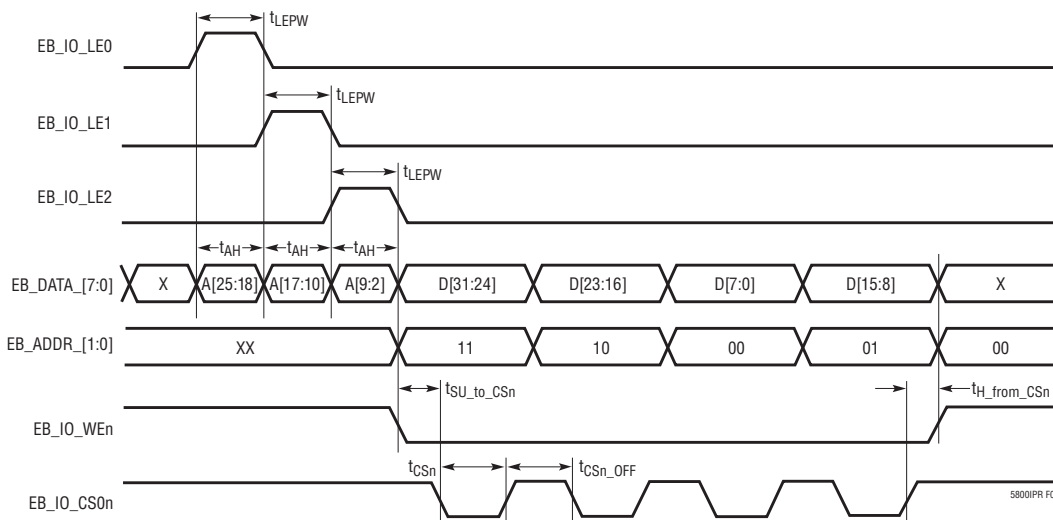 EB_IO_LE0
tLEPW
EB_IO_LE1
tLEPW
EB_IO_LE2
tLEPW
tAH tAH tAH
EB_DATA_[7:0] X A[25:18] A[17:10] A[9:2] D[31:24] D[23:16] D[7:0] D[15:8] X
EB_ADDR_[1:0] XX 11 10 00 01 00
tSU_to_CSn tH_from_CSn
EB_IO_WEn
tCSn tCSn_OFF
EB_IO_CS0n
5800IPR F0